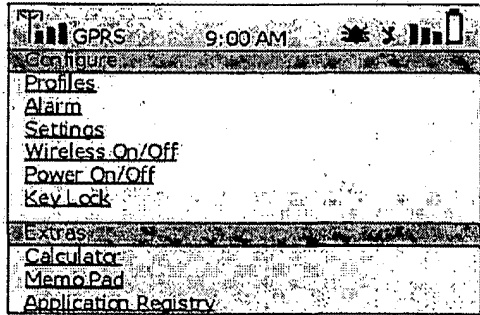 GPRS 9:00 AM
Configure
Profiles
Alarm
Settings
Wireless On/Off
Power On/Off
Key Lock
Extras
Calculator
Memo Pad
Application Registry